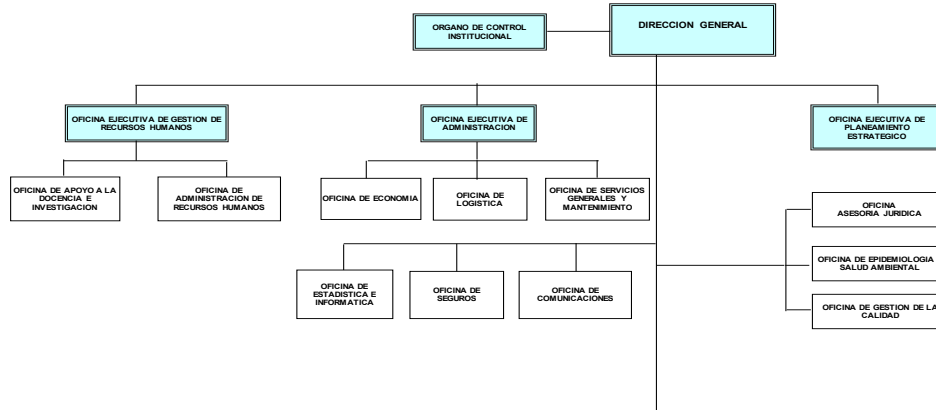 ORGANO DE CONTROL
INSTITUCIONAL
DIRECCION GENERAL
OFICINA EJECUTIVA DE GESTION DE
RECURSOS HUMANOS
OFICINA EJECUTIVA DE
ADMINISTRACION
OFICINA EJECUTIVA DE
PLANEAMIENTO
ESTRATEGICO
OFICINA DE APOYO A LA
DOCENCIA E
INVESTIGACION
OFICINA DE
ADMINISTRACION DE
RECURSOS HUMANOS
OFICINA DE ECONOMIA
OFICINA DE
LOGISTICA
OFICINA DE SERVICIOS
GENERALES Y
MANTENIMIENTO
OFICINA
ASESORIA JURIDICA
OFICINA DE EPIDEMIOLOGIA
SALUD AMBIENTAL
OFICINA DE GESTION DE LA
CALIDAD
OFICINA DE
ESTADISTICA E
INFORMATICA
OFICINA DE
SEGUROS
OFICINA DE
COMUNICACIONES